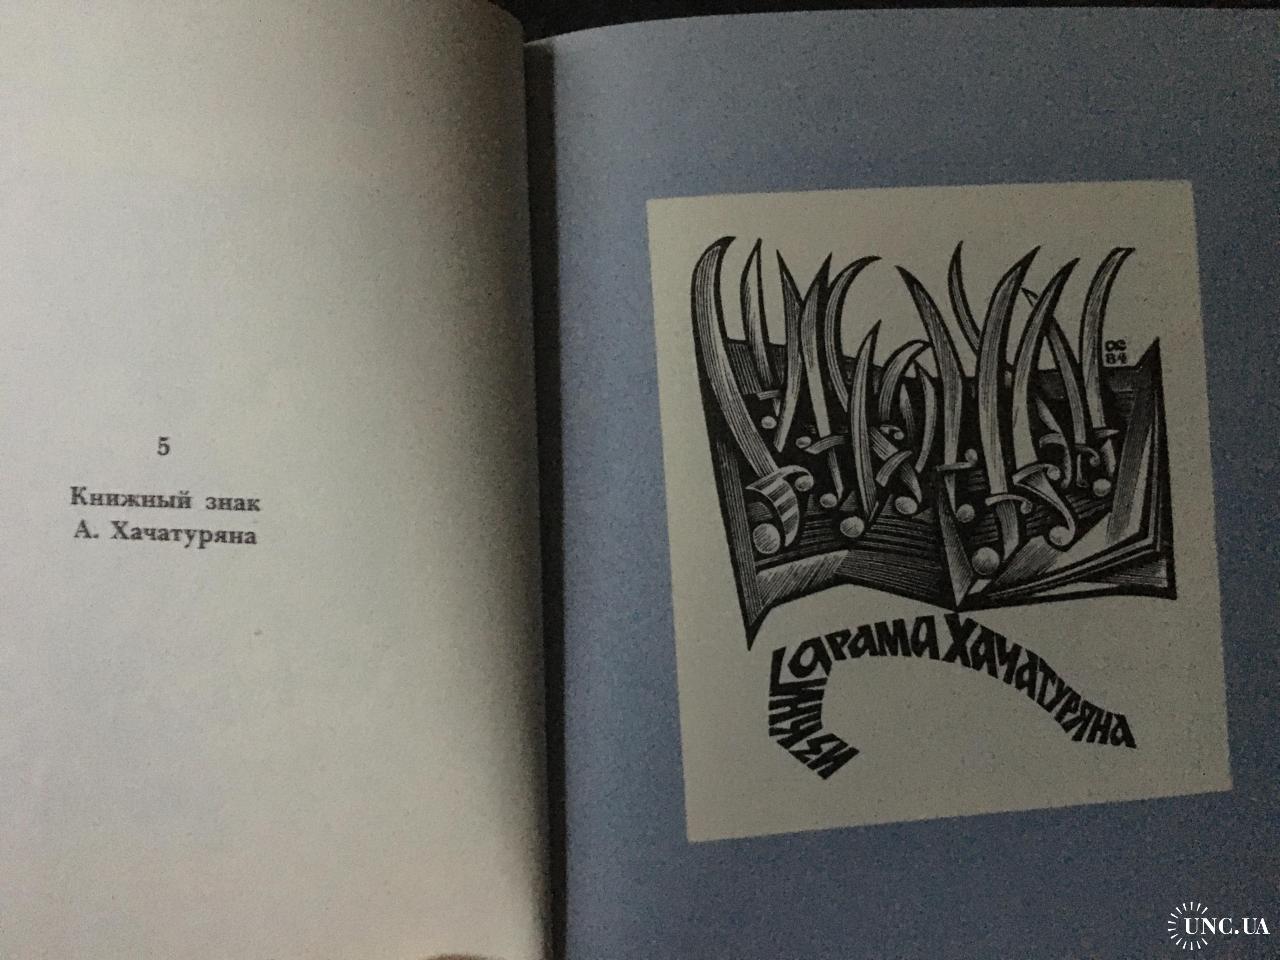 5
Книжный знак
А. Хачатуряна
ОС
84
ИЗ КНИГ АРАМА ХАЧАТУРЯНА
UNC.UA